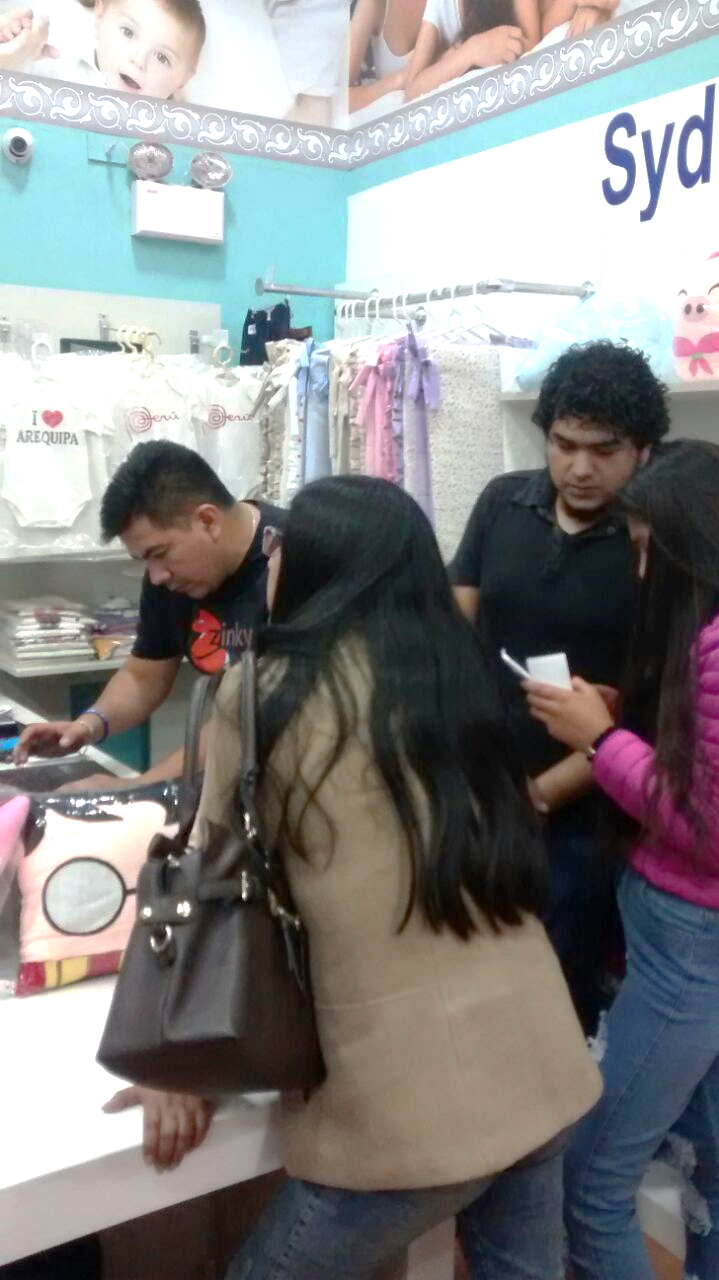 Syd
I ♥ AREQUIPA
Perú
Perú
Zinky